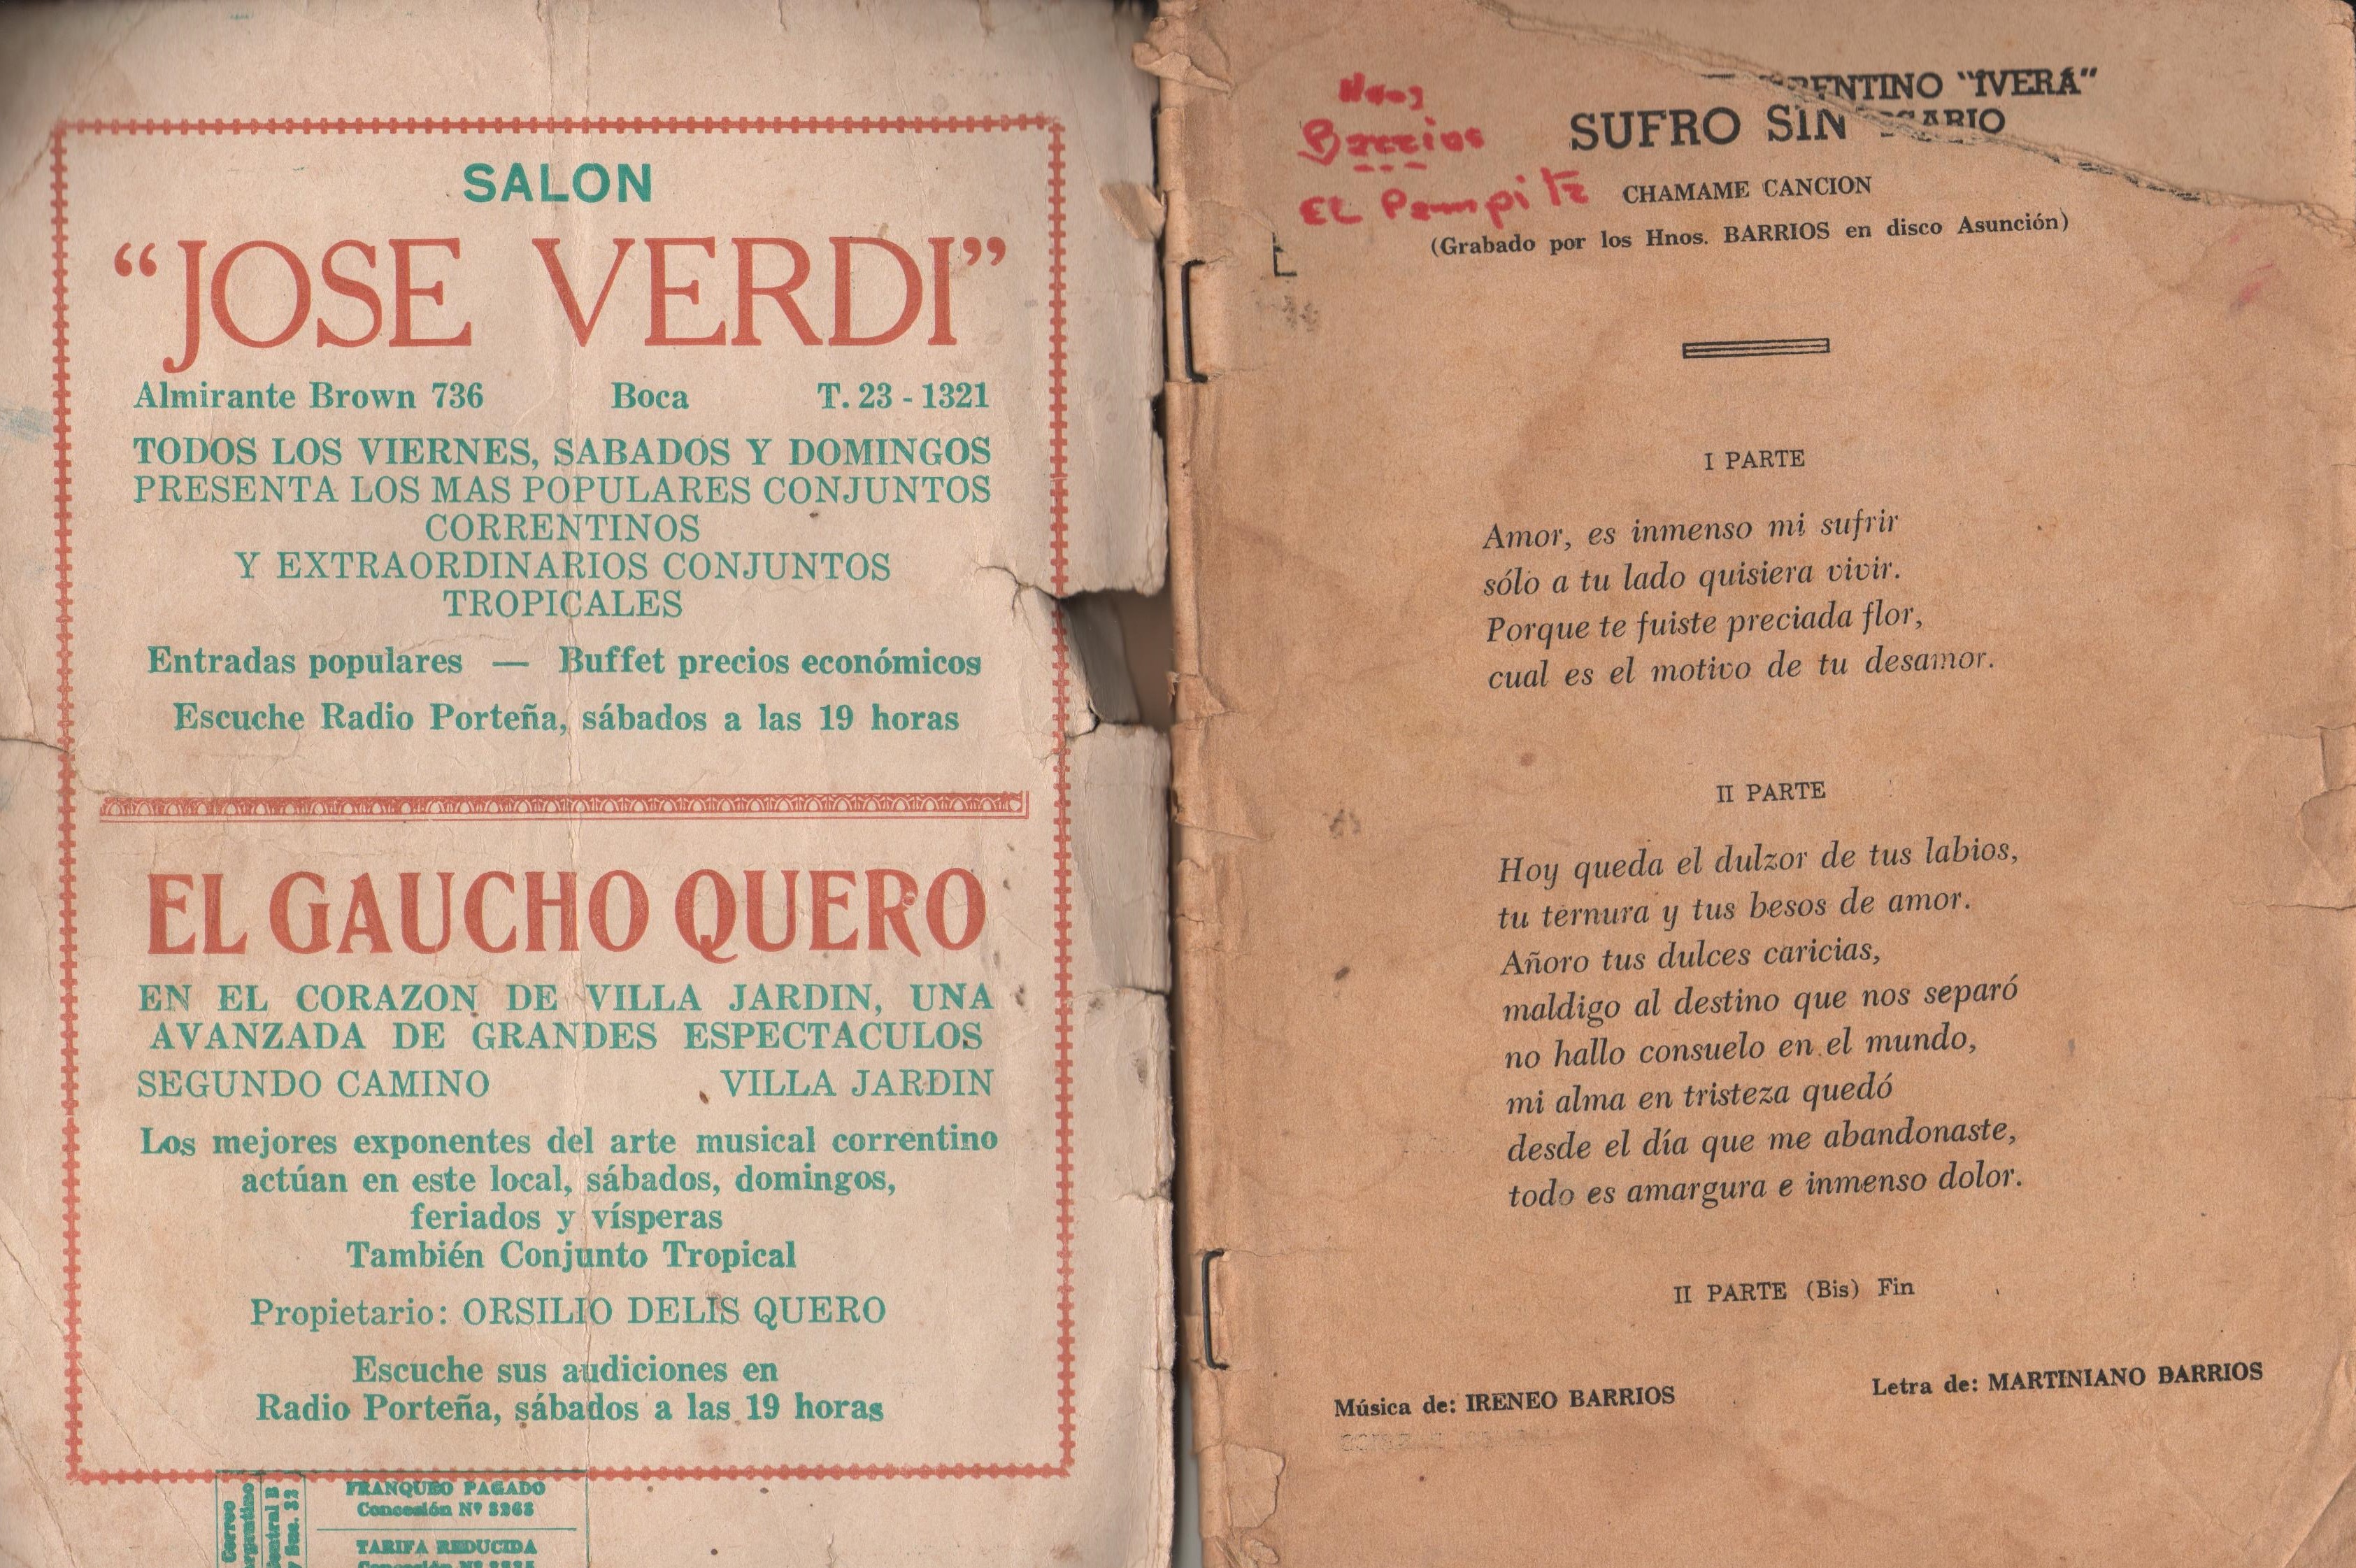 SALON
“JOSE VERDI”
Almirante Brown 736 Boca T. 23 - 1321
TODOS LOS VIERNES, SABADOS Y DOMINGOS
PRESENTA LOS MAS POPULARES CONJUNTOS
CORRENTINOS
Y EXTRAORDINARIOS CONJUNTOS
TROPICALES
Entradas populares — Buffet precios económicos
Escuche Radio Porteña, sábados a las 19 horas
EL GAUCHO QUERO
EN EL CORAZON DE VILLA JARDIN, UNA
AVANZADA DE GRANDES ESPECTACULOS
SEGUNDO CAMINO VILLA JARDIN
Los mejores exponentes del arte musical correntino
actúan en este local, sábados, domingos,
feriados y vísperas
También Conjunto Tropical
Propietario: ORSILIO DELIS QUERO
Escuche sus audiciones en
Radio Porteña, sábados a las 19 horas
Correo
Central B
FRANQUEO PAGADO
Concesión Nº 3263
TARIFA REDUCIDA
Hnos
Barrios
EL Pampita
RENTINO “IVERÁ”
SUFRO SIN
CHAMAME CANCION
(Grabado por los Hnos. BARRIOS en disco Asunción)
I PARTE
Amor, es inmenso mi sufrir
sólo a tu lado quisiera vivir.
Porque te fuiste preciada flor,
cual es el motivo de tu desamor.
II PARTE
Hoy queda el dulzor de tus labios,
tu ternura y tus besos de amor.
Añoro tus dulces caricias,
maldigo al destino que nos separó
no hallo consuelo en el mundo,
mi alma en tristeza quedó
desde el día que me abandonaste,
todo es amargura e inmenso dolor.
II PARTE (Bis) Fin
Música de: IRENEO BARRIOS Letra de: MARTINIANO BARRIOS